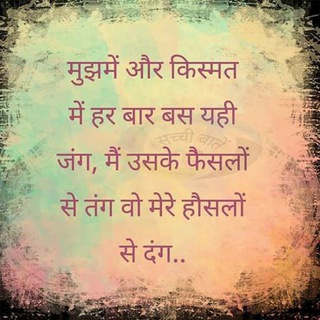 मुझमें और किस्मत
में हर बार बस यही
सच्ची बातें
जंग, मैं उसके फैसलों
से तंग वो मेरे हौसलों
से दंग..